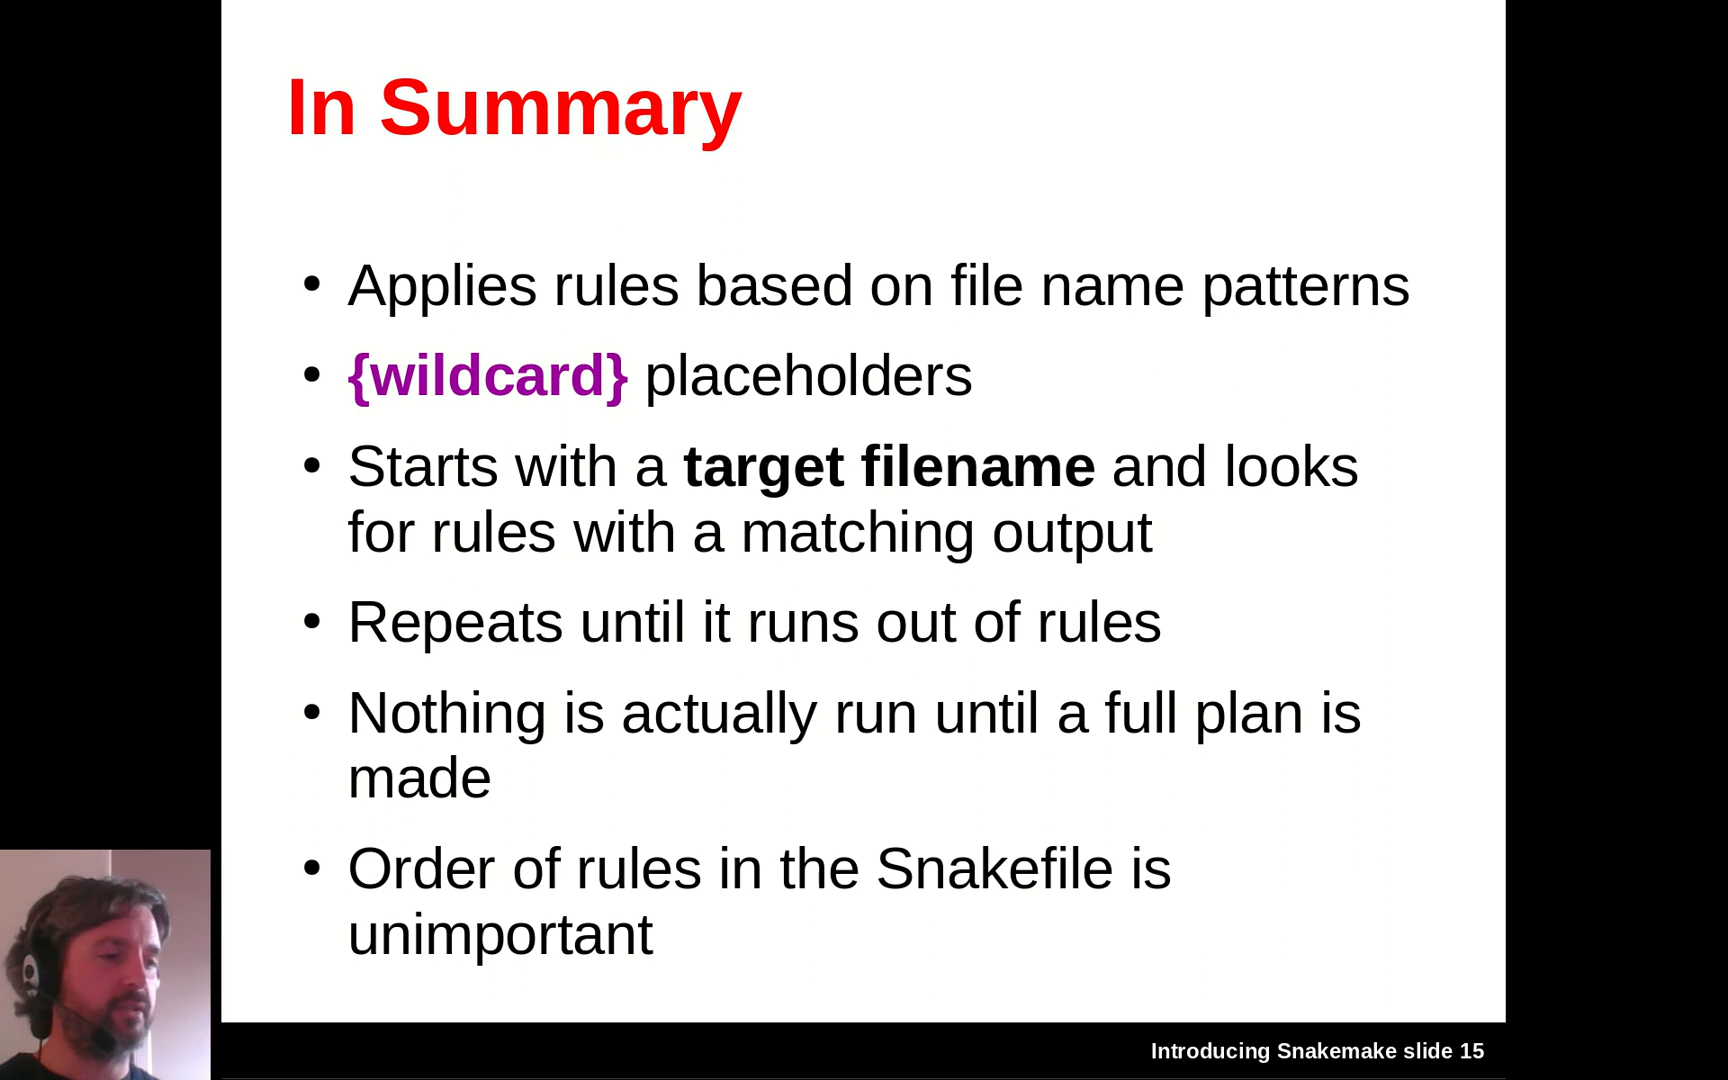 In Summary
• Applies rules based on file name patterns
• {wildcard} placeholders
• Starts with a target filename and looks
for rules with a matching output
• Repeats until it runs out of rules
• Nothing is actually run until a full plan is
made
• Order of rules in the Snakefile is
unimportant
Introducing Snakemake slide 15